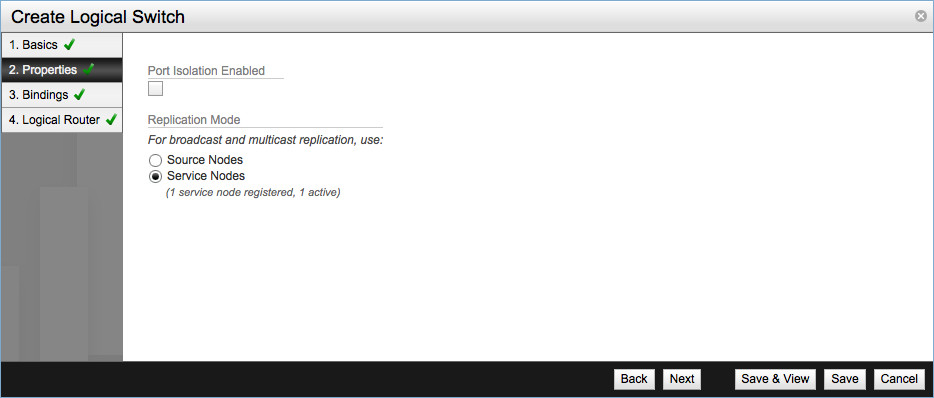 Create Logical Switch
1. Basics
2. Properties
3. Bindings
4. Logical Router
Port Isolation Enabled
Replication Mode
For broadcast and multicast replication, use:
Source Nodes
Service Nodes
(1 service node registered, 1 active)
Back Next Save & View Save Cancel